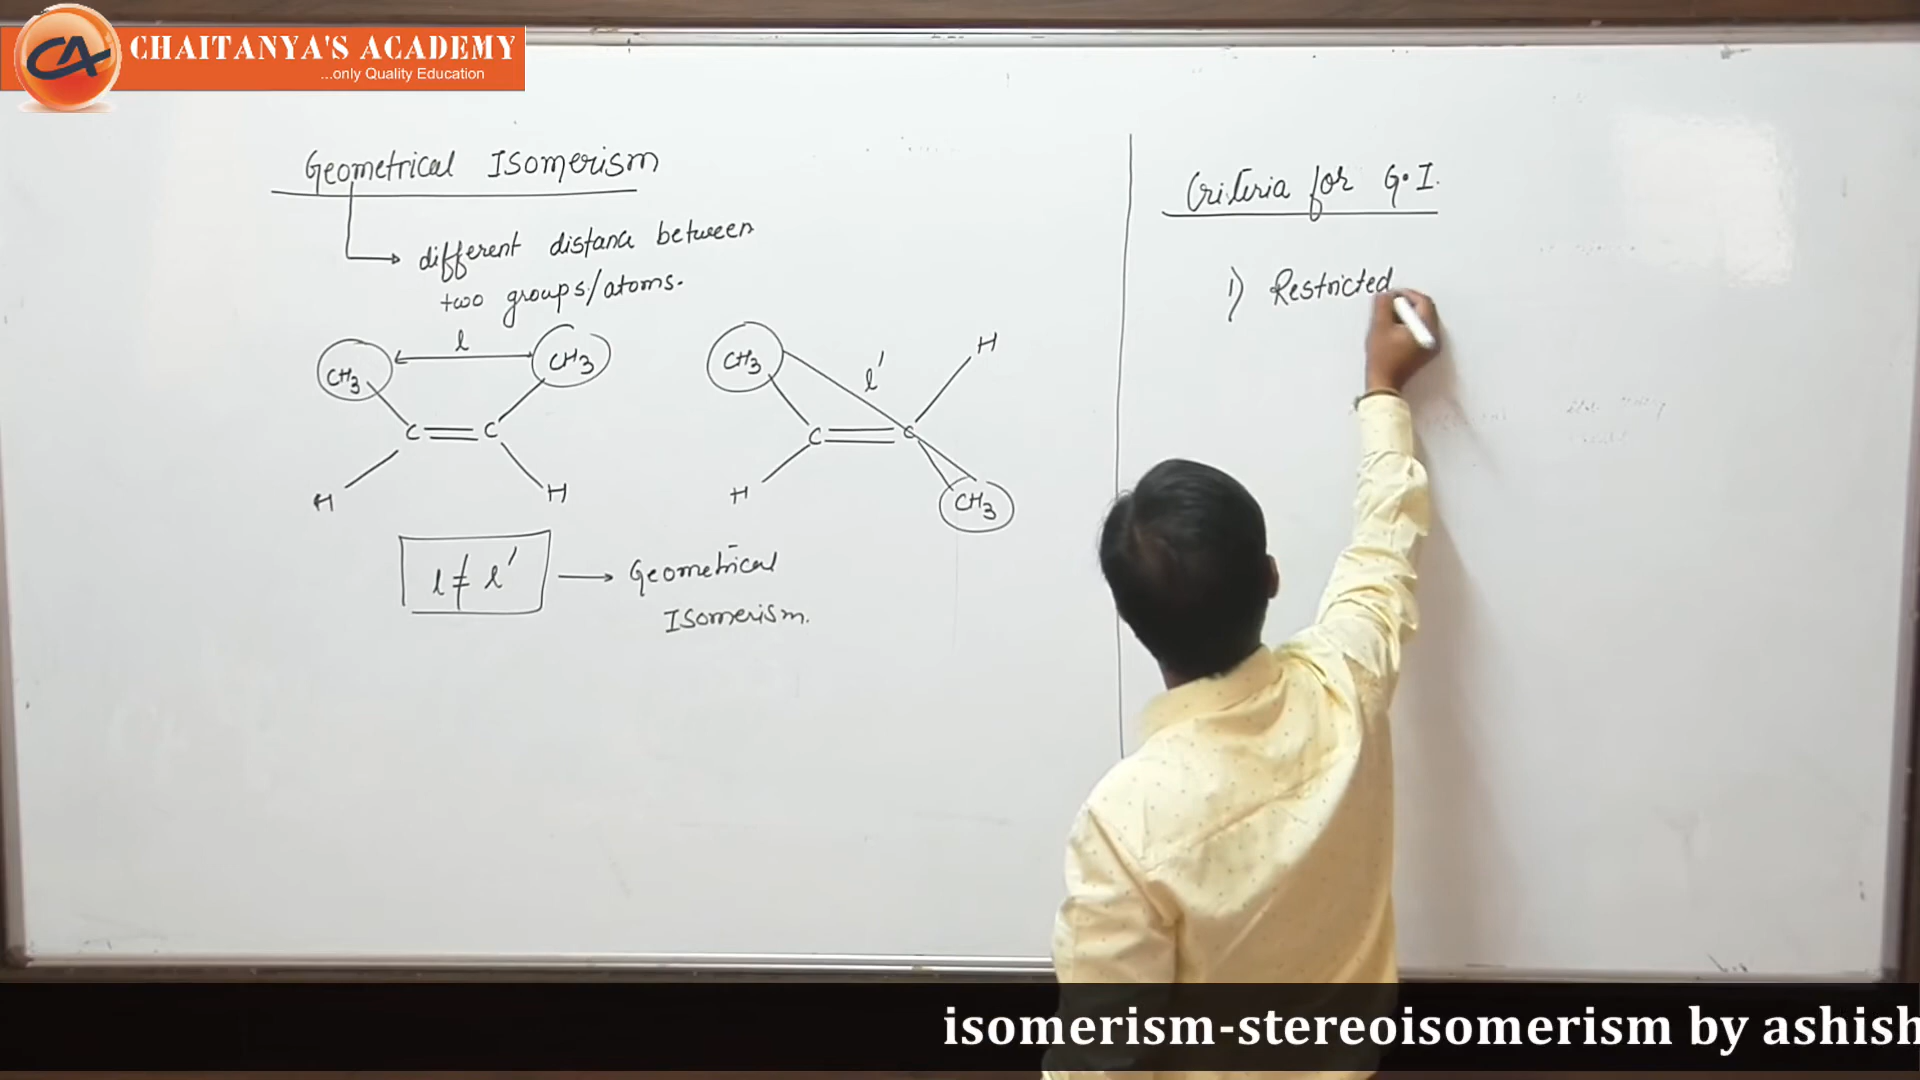 CHAITANYA'S ACADEMY
...only Quality Education
Geometrical Isomerism
different distance between
two groups/atoms.
l
CH3 CH3
C = C
H H
CH3 H
l'
C = C
H CH3
l ≠ l' → Geometrical
Isomerism.
Criteria for G.I.
1) Restricted
isomerism-stereoisomerism by ashish